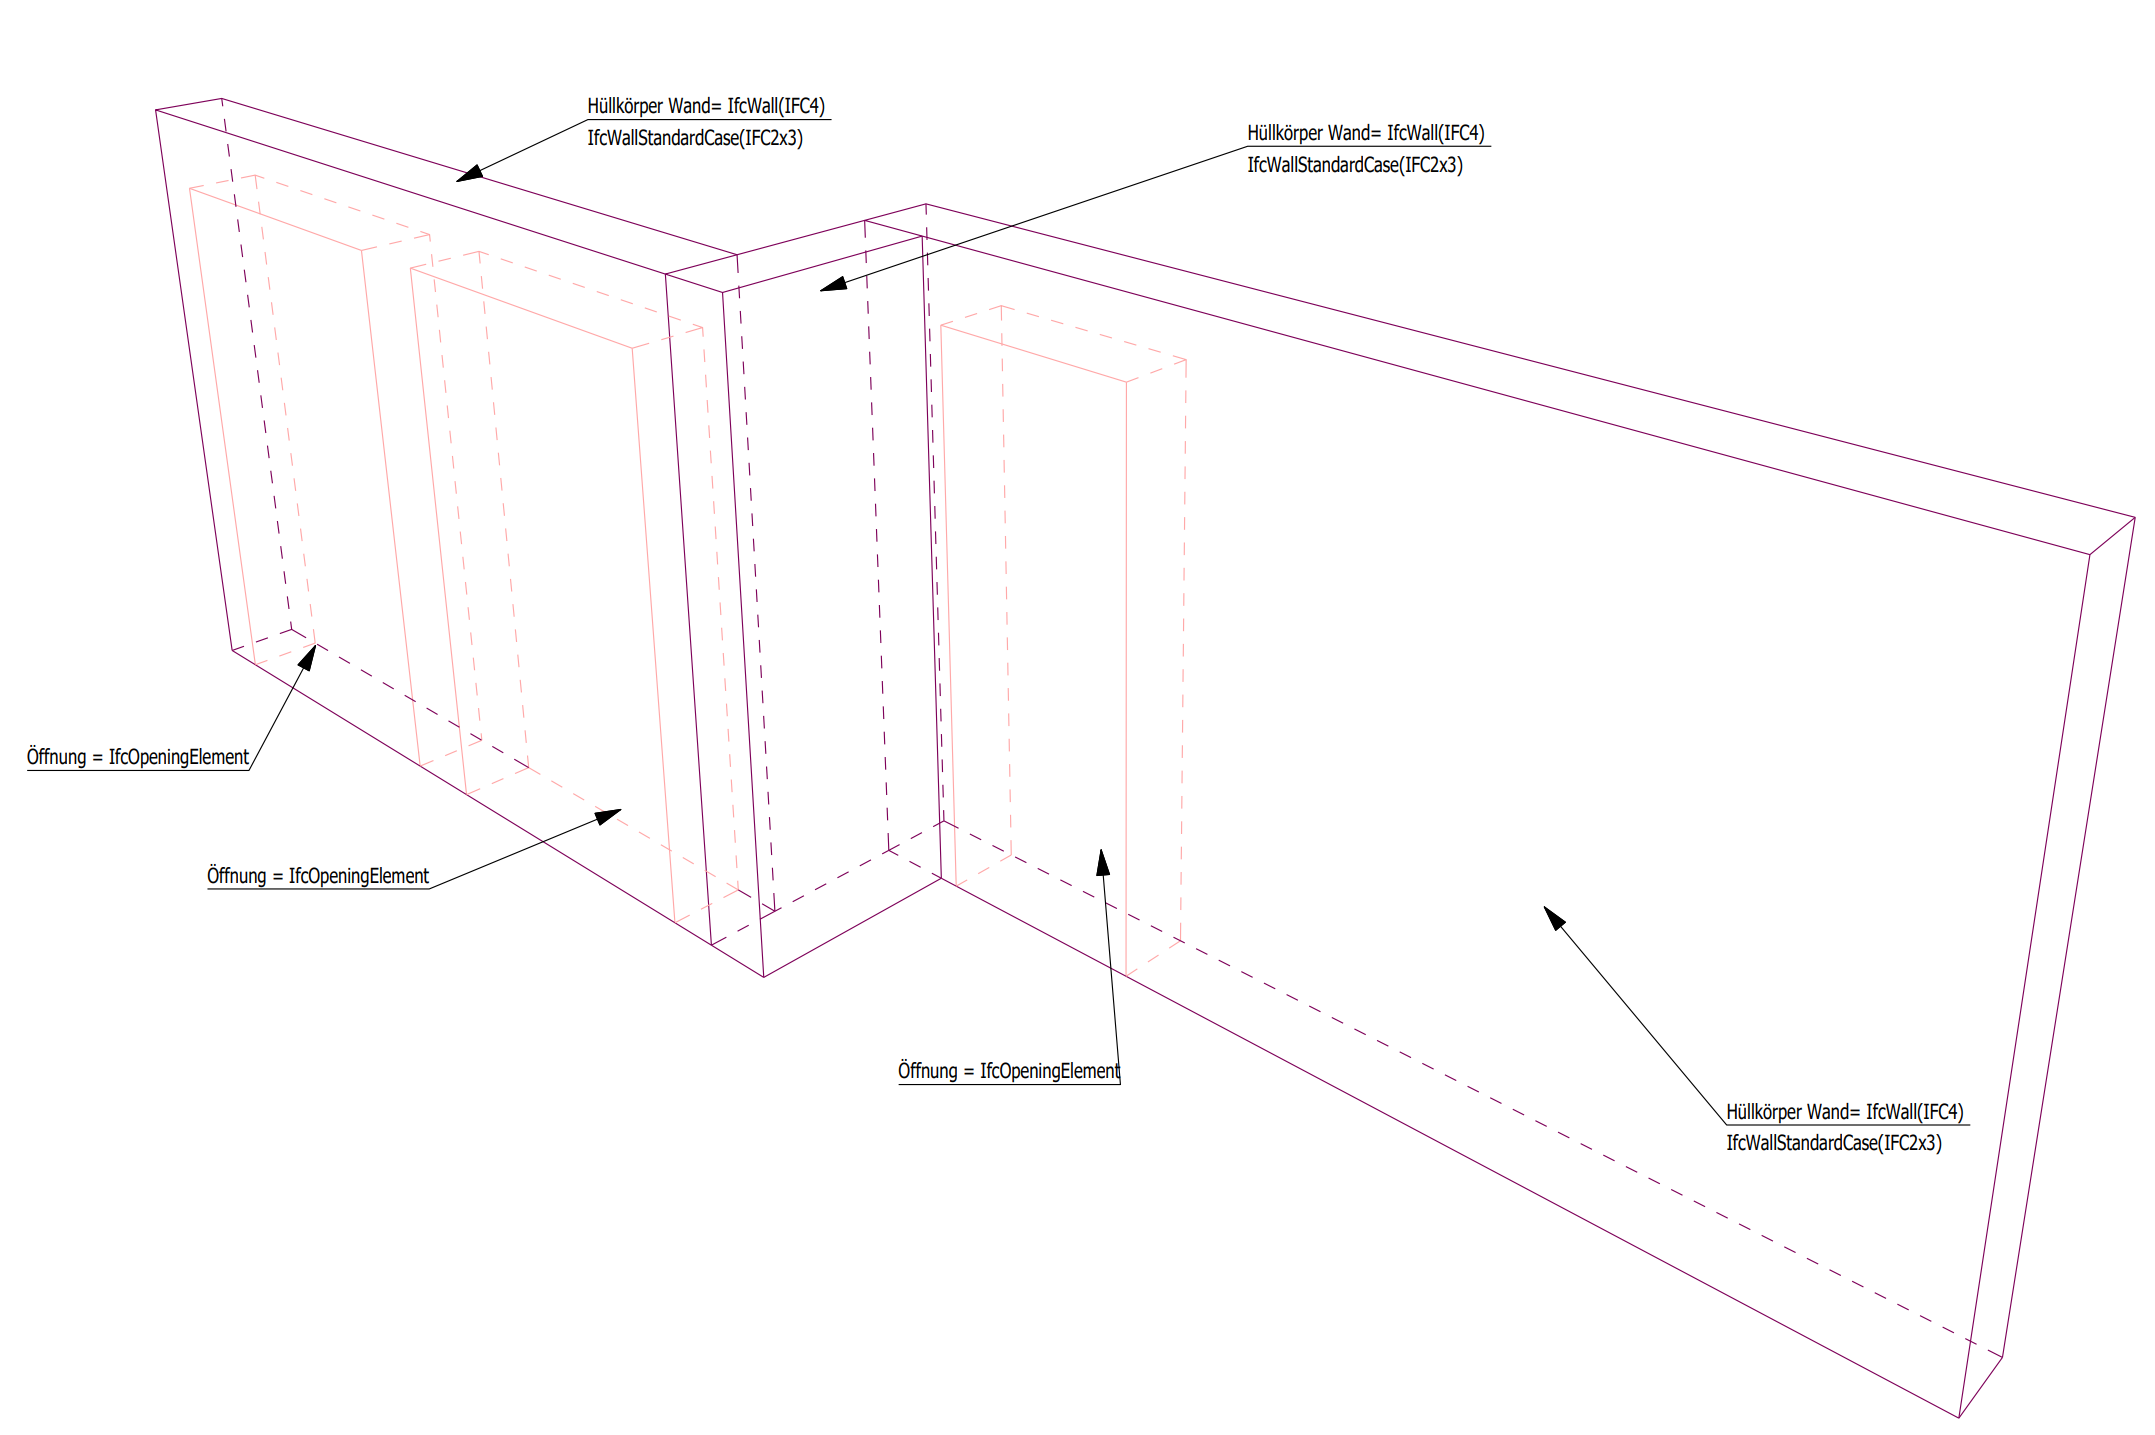 Hüllkörper Wand= IfcWall(IFC4)
IfcWallStandardCase(IFC2x3)
Hüllkörper Wand= IfcWall(IFC4)
IfcWallStandardCase(IFC2x3)
Öffnung = IfcOpeningElement
Öffnung = IfcOpeningElement
Öffnung = IfcOpeningElement
Hüllkörper Wand= IfcWall(IFC4)
IfcWallStandardCase(IFC2x3)